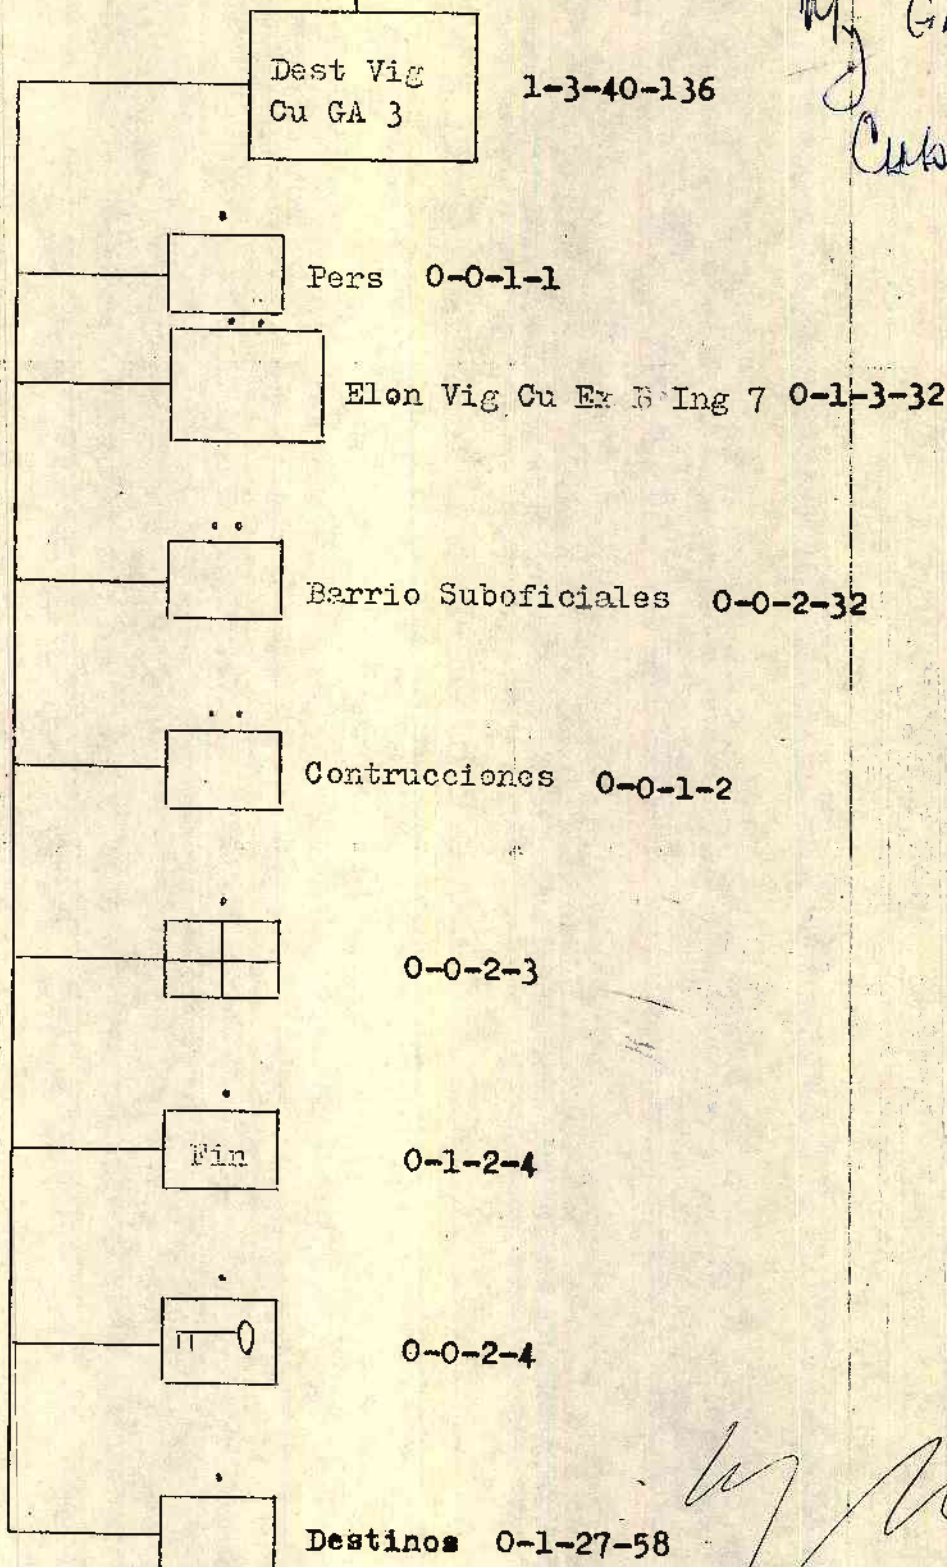 Dest Vig
Cu GA 3
1-3-40-136
Pers 0-0-1-1
Elon Vig Cu Ex B Ing 7 0-1-3-32
Barrio Suboficiales 0-0-2-32
Contrucciones 0-0-1-2
0-0-2-3
Fin 0-1-2-4
0-0-2-4
Destinos 0-1-27-58